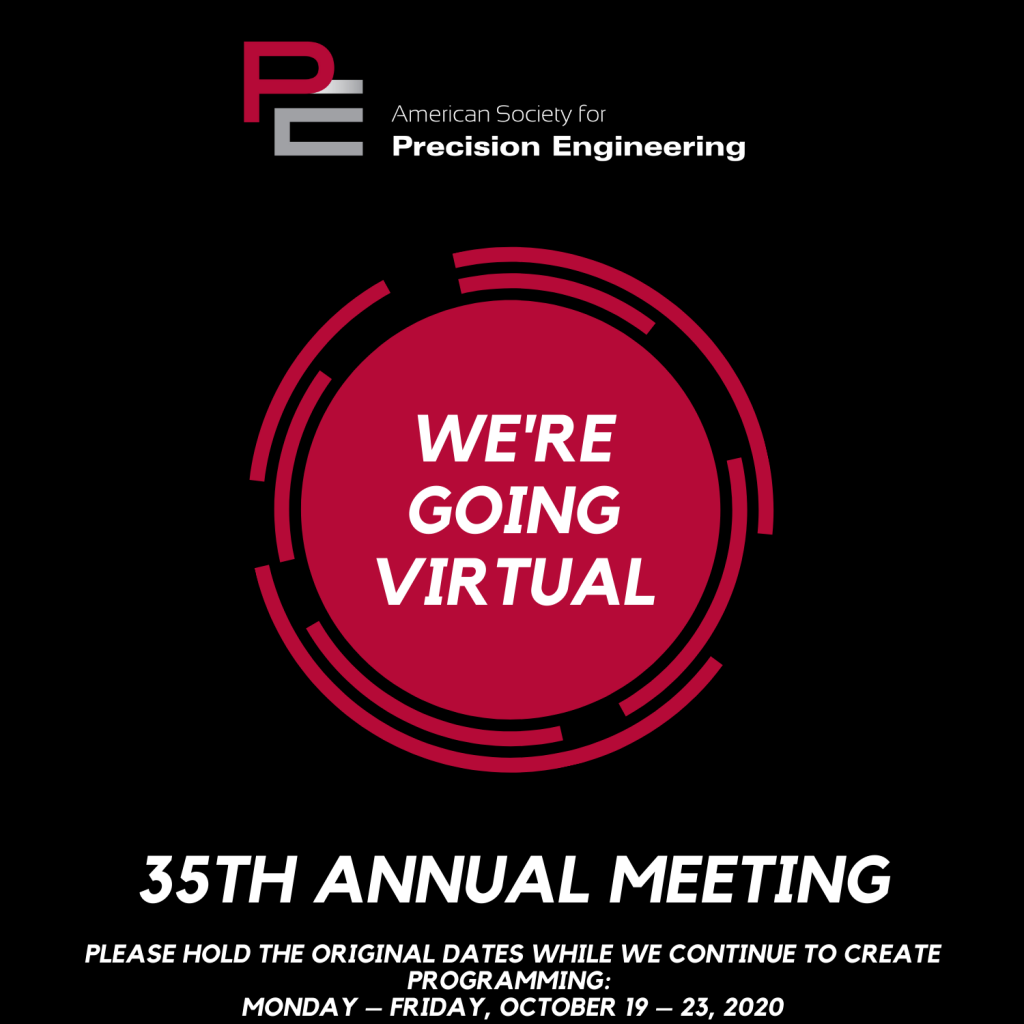 PE
American Society for
Precision Engineering
WE'RE
GOING
VIRTUAL
35TH ANNUAL MEETING
PLEASE HOLD THE ORIGINAL DATES WHILE WE CONTINUE TO CREATE
PROGRAMMING:
MONDAY – FRIDAY, OCTOBER 19 – 23, 2020